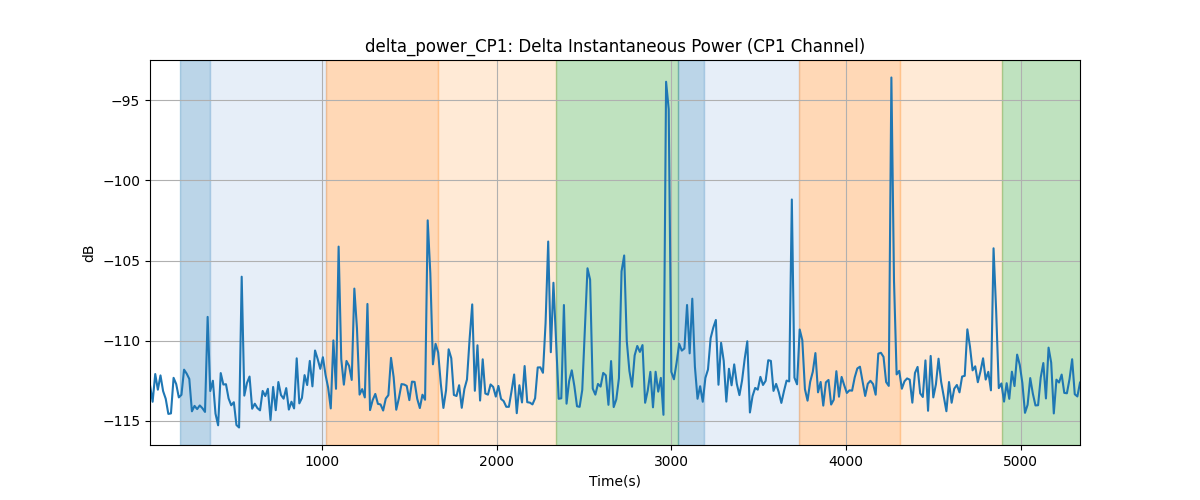 delta_power_CP1: Delta Instantaneous Power (CP1 Channel)
−95
−100
−105
−110
−115
dB
1000 2000 3000 4000 5000
Time(s)